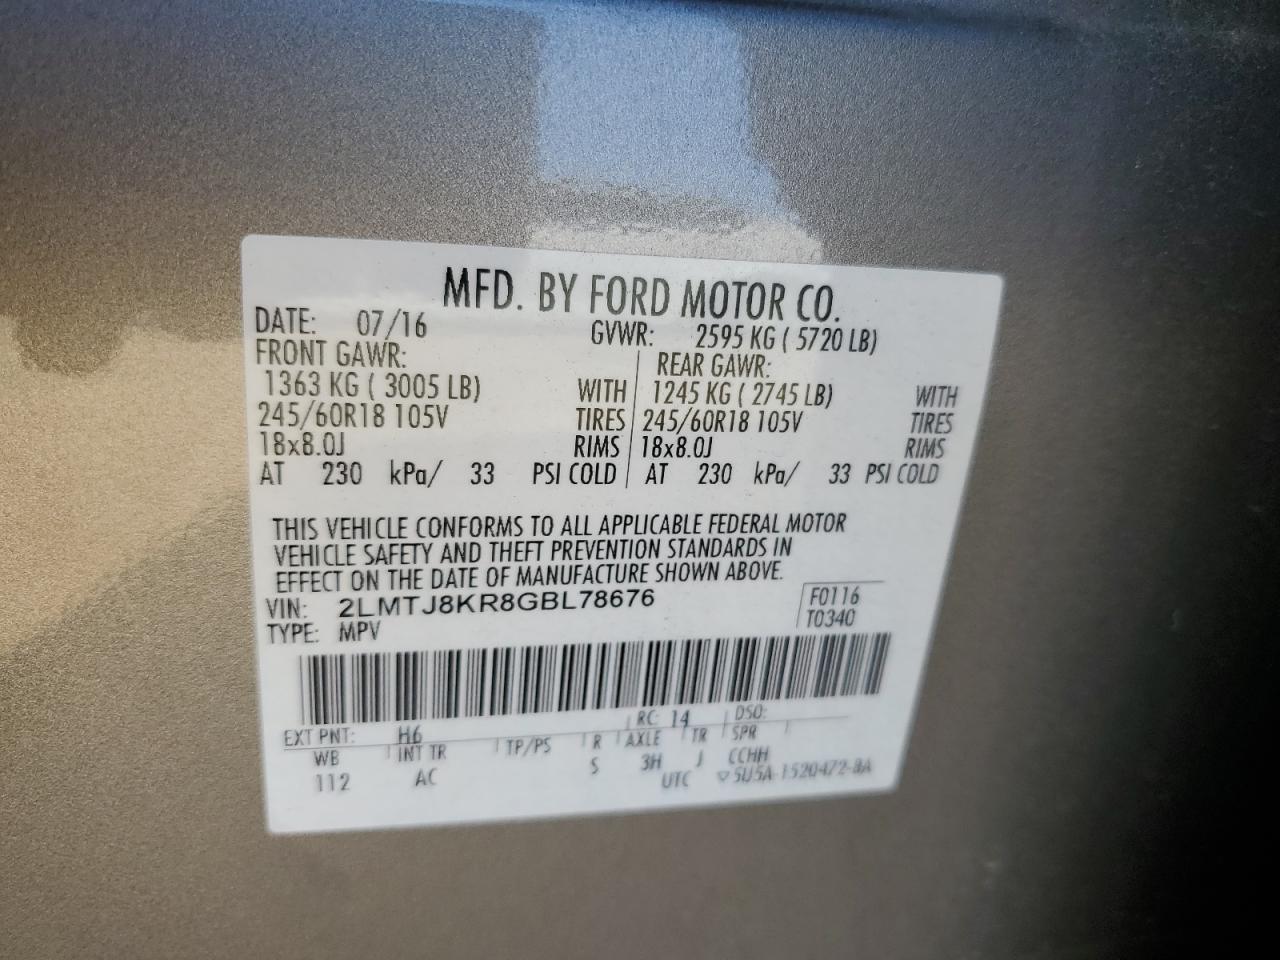 MFD. BY FORD MOTOR CO.
DATE: 07/16 GVWR: 2595 KG ( 5720 LB)
FRONT GAWR: REAR GAWR:
1363 KG ( 3005 LB) WITH 1245 KG ( 2745 LB) WITH
245/60R18 105V TIRES 245/60R18 105V TIRES
18x8.0J RIMS 18x8.0J RIMS
AT 230 kPa/ 33 PSI COLD AT 230 kPa/ 33 PSI COLD
THIS VEHICLE CONFORMS TO ALL APPLICABLE FEDERAL MOTOR
VEHICLE SAFETY AND THEFT PREVENTION STANDARDS IN
EFFECT ON THE DATE OF MANUFACTURE SHOWN ABOVE.
VIN: 2LMTJ8KR8GBL78676 F0116
TYPE: MPV T0340
EXT PNT: H6 RC: 14 DSO:
WB INT TR TP/PS R AXLE TR SPR
112 AC S 3H J CCHH
UTC 5U5A-1520472-BA